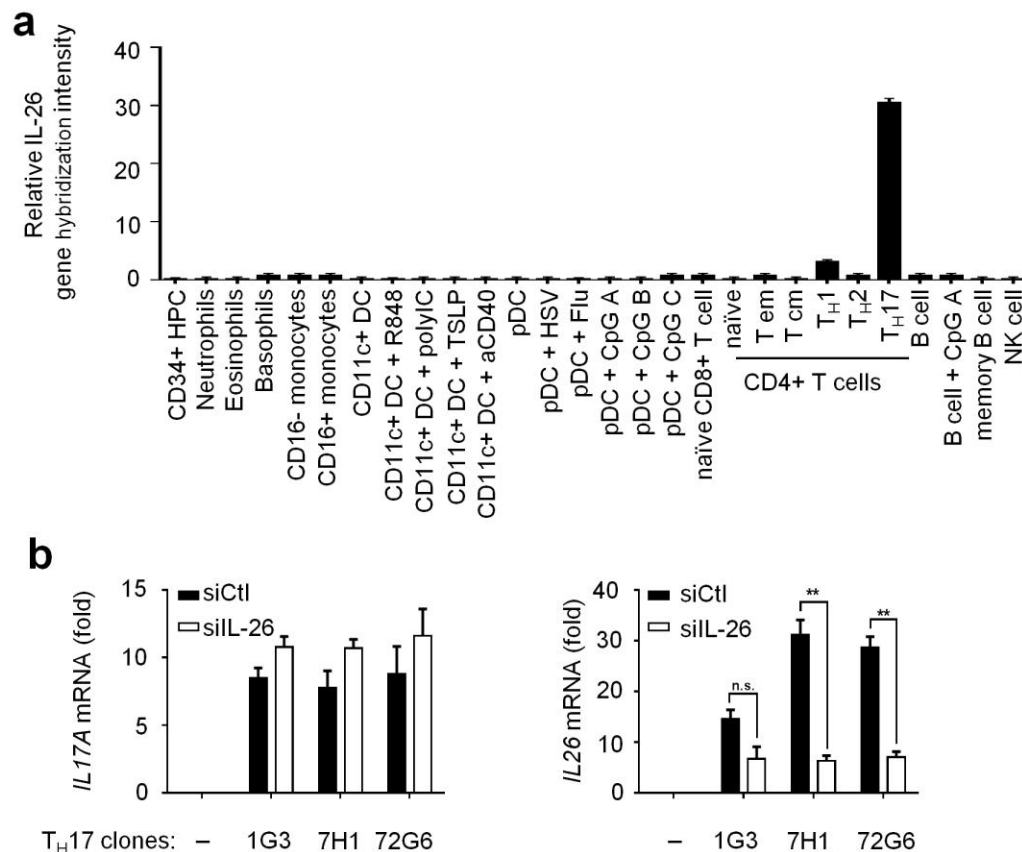 a
Relative IL-26
gene hybridization intensity
40
30
20
10
0
CD34+ HPC
Neutrophils
Eosinophils
Basophils
CD16- monocytes
CD16+ monocytes
CD11c+ DC
CD11c+ DC + R848
CD11c+ DC + polyIC
CD11c+ DC + TSLP
CD11c+ DC + aCD40
pDC
pDC + HSV
pDC + Flu
pDC + CpG A
pDC + CpG B
pDC + CpG C
naïve CD8+ T cell
naïve
T em
T cm
TH1
TH2
TH17
B cell
B cell + CpG A
memory B cell
NK cell
CD4+ T cells
b
IL17A mRNA (fold)
15
10
5
0
siCtl
siIL-26
TH17 clones: – 1G3 7H1 72G6
IL26 mRNA (fold)
40
30
20
10
0
siCtl
siIL-26
n.s.
**
**
– 1G3 7H1 72G6